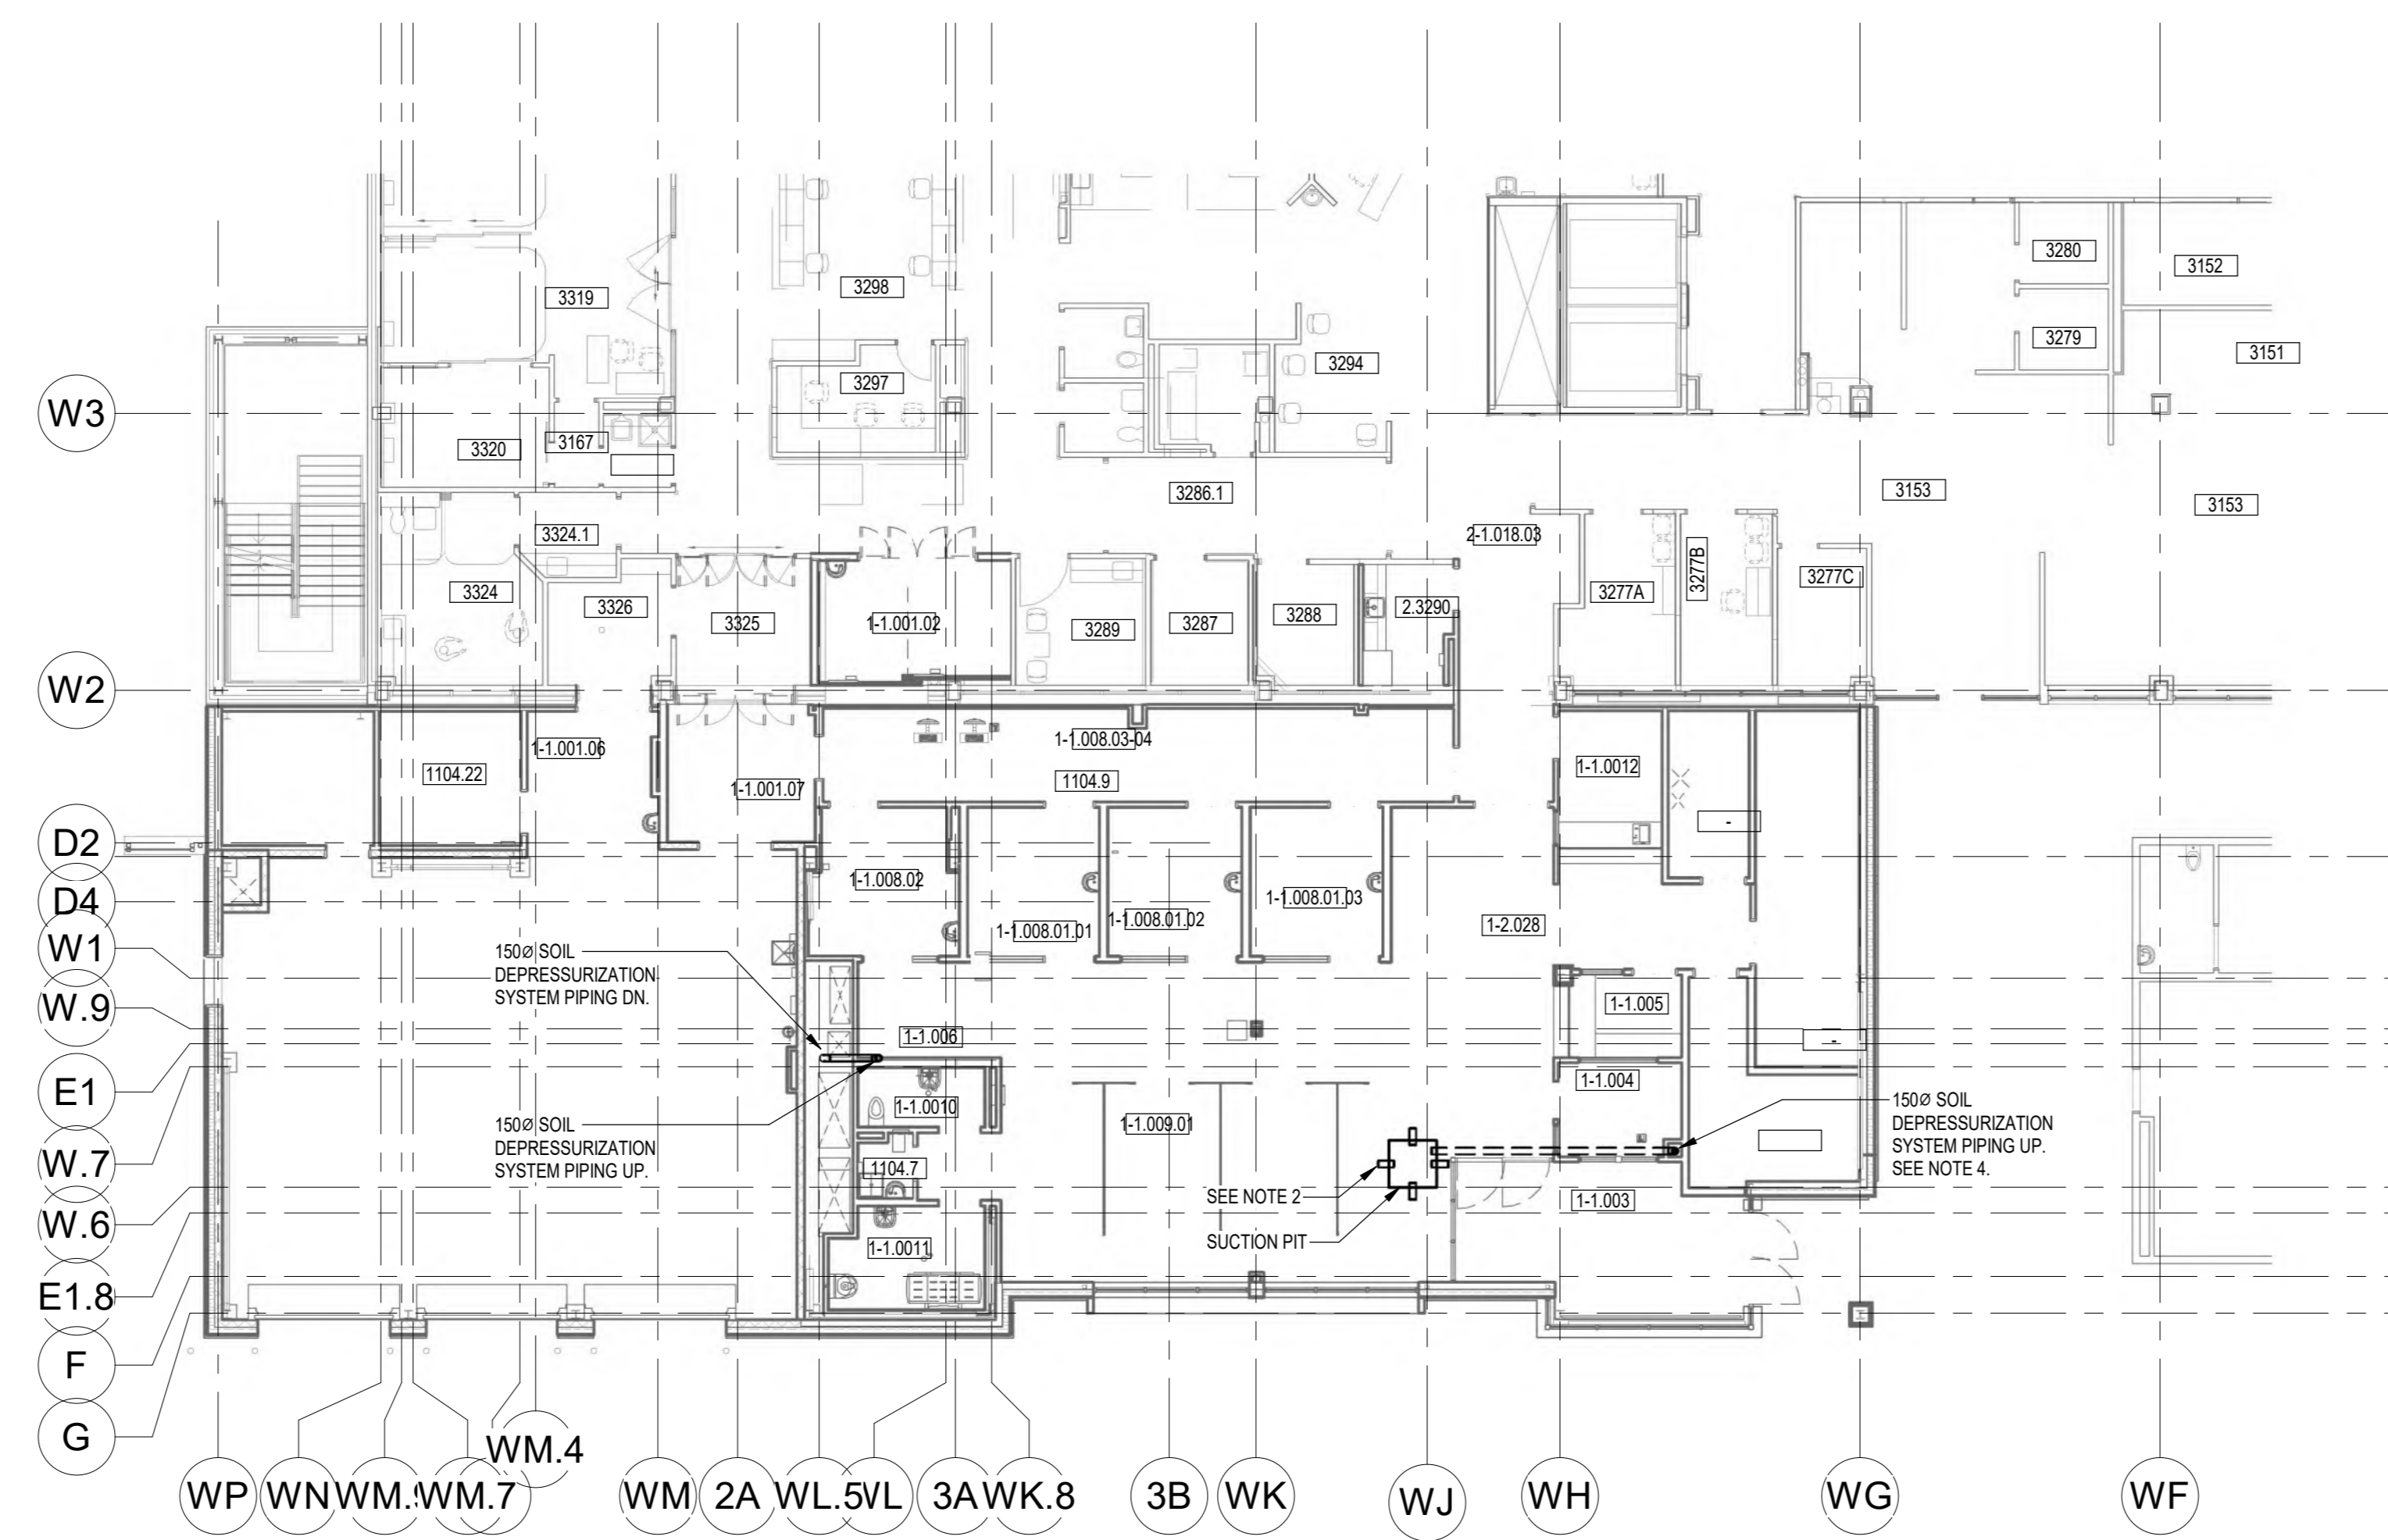 3280
3152
3298
3319
3279
3151
3294
3297
W3
3167
3320
3286.1
3153
3153
3324.1
2-1.018.03
3277B
3277C
3324
3326
3277A
3325
1-1.001.02
3289
3287
3288
2.3290
W2
1-1.001.06
1-1.008.03-04
1104.22
1-1.001.07
1104.9
1-1.0012
-
D2
1-1.008.02
D4
1-1.008.01.01
1-1.008.01.02
1-1.008.01.03
1-2.028
W1
150Ø SOIL
DEPRESSURIZATION
SYSTEM PIPING DN.
W.9
1-1.005
1-1.006
-
E1
1-1.004
1-1.0010
1-1.009.01
150Ø SOIL
DEPRESSURIZATION
SYSTEM PIPING UP.
150Ø SOIL
DEPRESSURIZATION
SYSTEM PIPING UP.
SEE NOTE 4.
W.7
1104.7
SEE NOTE 2
1-1.003
W.6
SUCTION PIT
1-1.0011
E1.8
F
G
WM.4
WP
WN
WM.7
WM
2A
WL.5
WL
3A
WK.8
3B
WK
WJ
WH
WG
WF